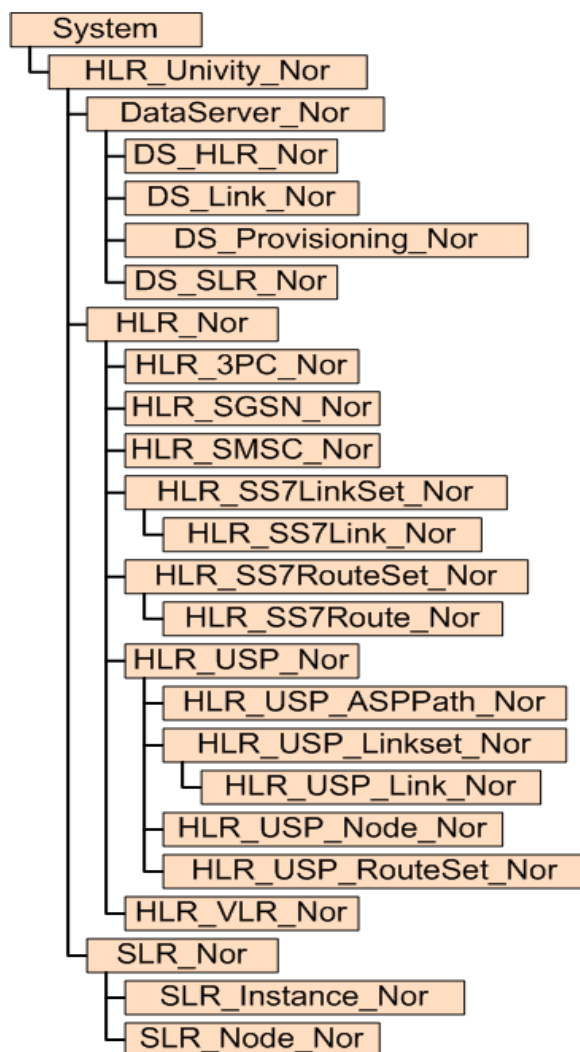 System
HLR_Univity_Nor
DataServer_Nor
DS_HLR_Nor
DS_Link_Nor
DS_Provisioning_Nor
DS_SLR_Nor
HLR_Nor
HLR_3PC_Nor
HLR_SGSN_Nor
HLR_SMSC_Nor
HLR_SS7LinkSet_Nor
HLR_SS7Link_Nor
HLR_SS7RouteSet_Nor
HLR_SS7Route_Nor
HLR_USP_Nor
HLR_USP_ASPPath_Nor
HLR_USP_Linkset_Nor
HLR_USP_Link_Nor
HLR_USP_Node_Nor
HLR_USP_RouteSet_Nor
HLR_VLR_Nor
SLR_Nor
SLR_Instance_Nor
SLR_Node_Nor